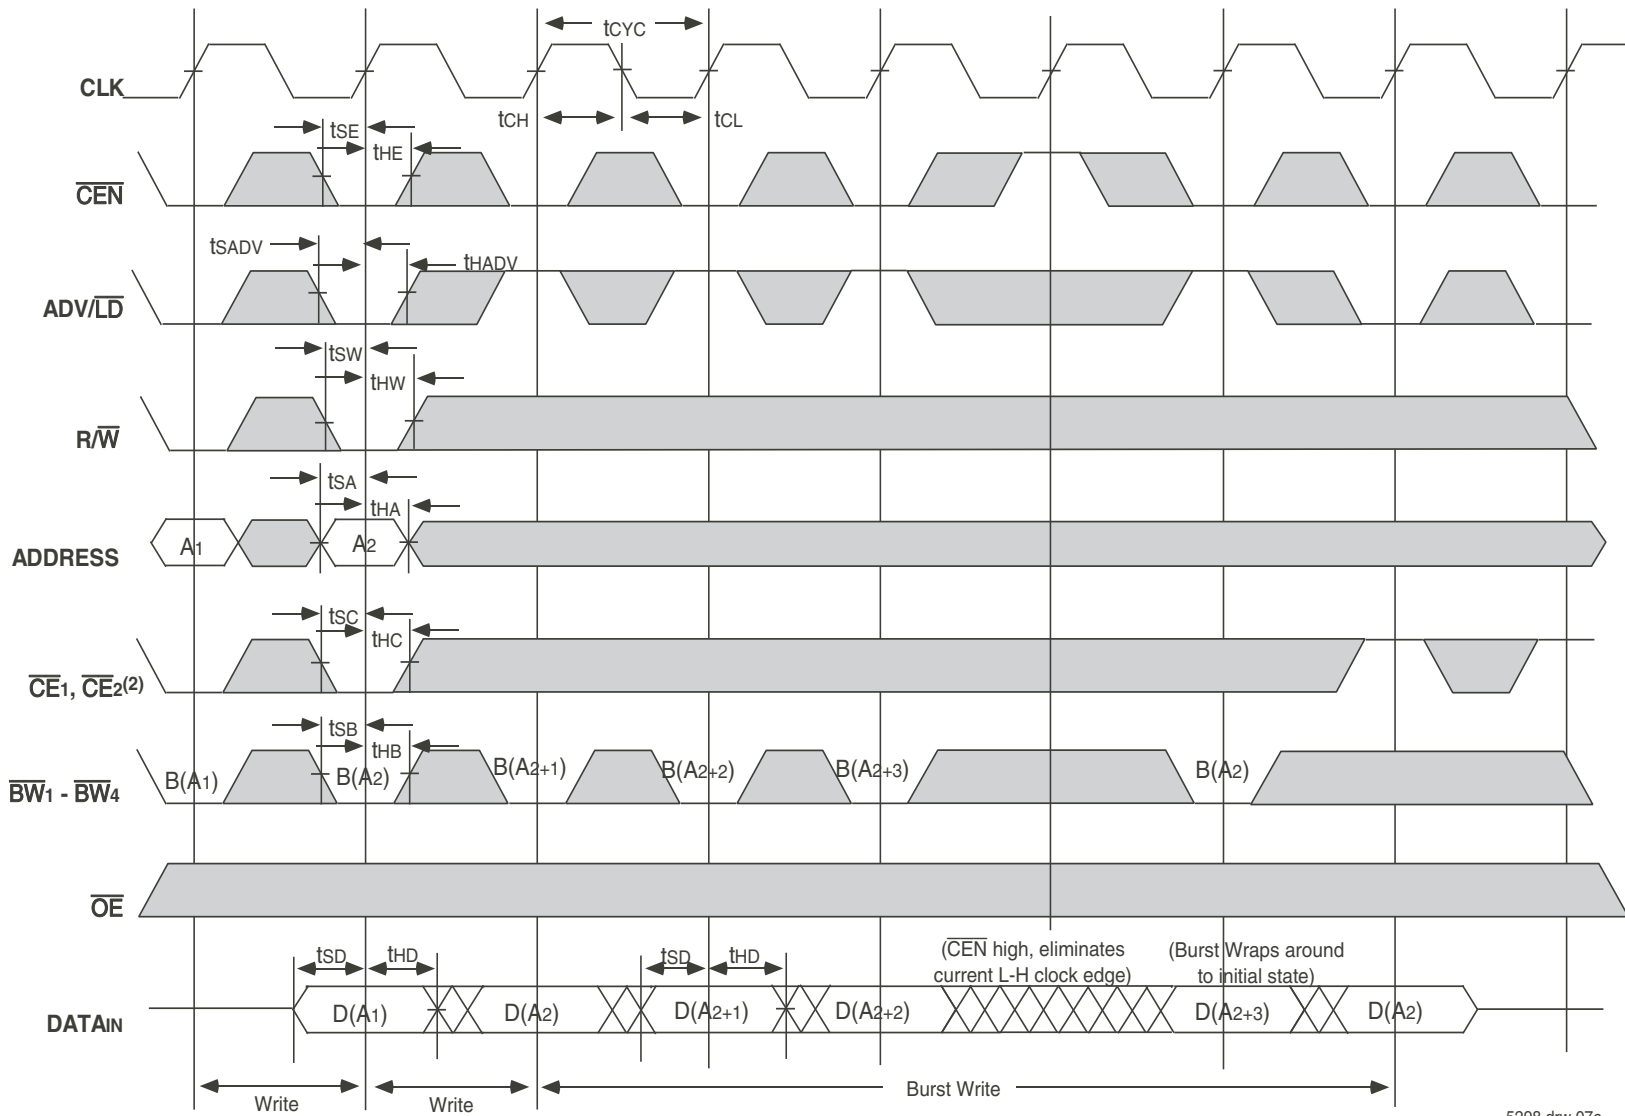 tCYC
CLK
tCH
tCL
tSE
tHE
CEN
tSADV
tHADV
ADV/LD
tSW
tHW
R/W
tSA
tHA
A1
A2
ADDRESS
tSC
tHC
CE1, CE2(2)
tSB
tHB
B(A1)
B(A2)
B(A2+1)
B(A2+2)
B(A2+3)
B(A2)
BW1 - BW4
OE
(CEN high, eliminates
current L-H clock edge)
(Burst Wraps around
to initial state)
tSD
tHD
tSD
tHD
D(A1)
D(A2)
D(A2+1)
D(A2+2)
D(A2+3)
D(A2)
DATAIN
Write
Write
Burst Write